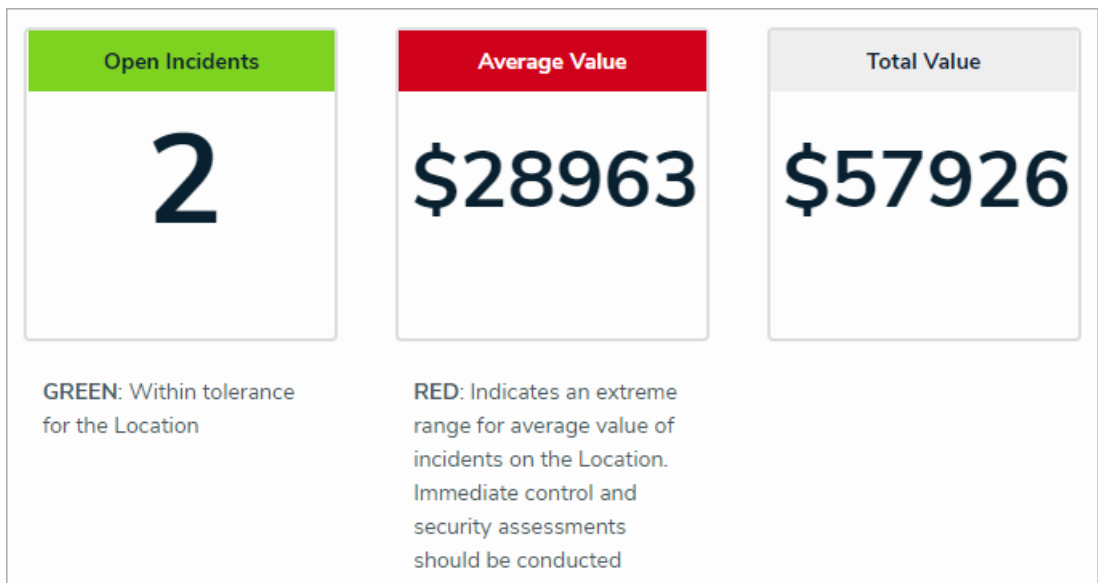 Open Incidents
2
Average Value
$28963
Total Value
$57926
GREEN: Within tolerance
for the Location
RED: Indicates an extreme
range for average value of
incidents on the Location.
Immediate control and
security assessments
should be conducted